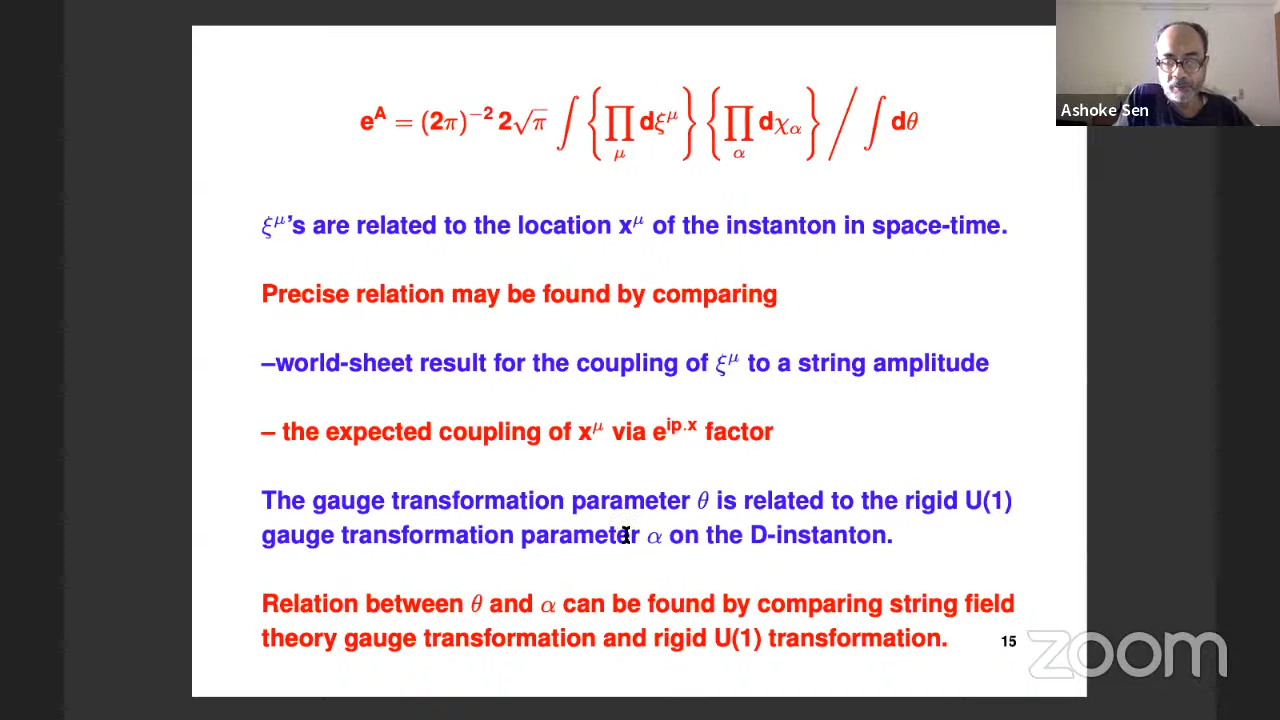 e^A = (2π)^{-2} 2√π ∫ { ∏_μ dξ^μ } { ∏_α dχ_α } / ∫ dθ
Ashoke Sen
ξ^μ's are related to the location x^μ of the instanton in space-time.
Precise relation may be found by comparing
–world-sheet result for the coupling of ξ^μ to a string amplitude
– the expected coupling of x^μ via e^{ip.x} factor
The gauge transformation parameter θ is related to the rigid U(1)
gauge transformation parameter α on the D-instanton.
Relation between θ and α can be found by comparing string field
theory gauge transformation and rigid U(1) transformation.
15
zoom